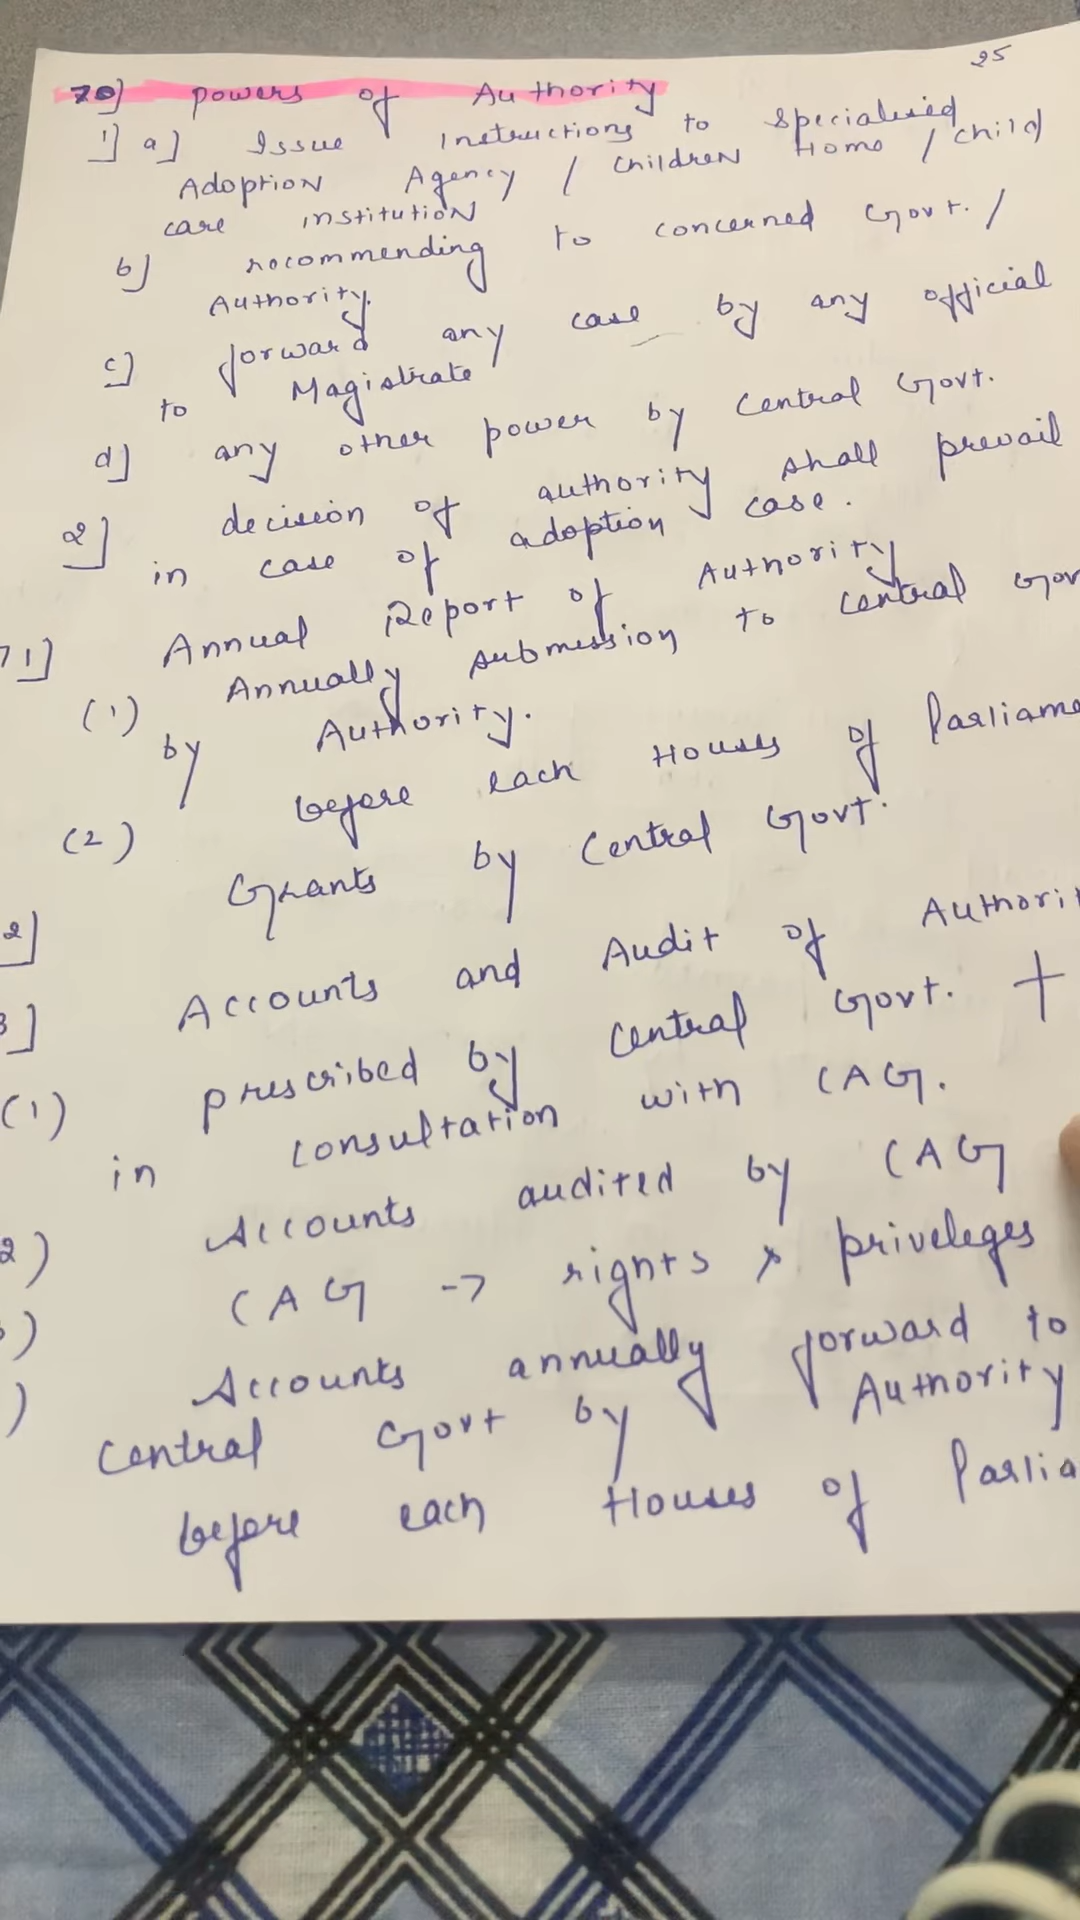 25
70] powers of Authority
1] a] Issue Instructions to Specialised
Adoption Agency / Children Home / Child
care institution
b] recommending to concerned Govt. /
Authority.
c] forward any case by any official
to Magistrate
d] any other power by Central Govt.
2] decision of authority shall prevail
in case of adoption case.
71] Annual Report of Authority
(1) Annually submission to central Gov
by Authority.
(2) before each Houses of Parliame
2] Grants by Central Govt.
3] Accounts and Audit of Authori
(1) prescribed by Central Govt. +
in consultation with CAG.
2) Accounts audited by CAG
) CAG -> rights & priveleges
) Accounts annually forward to
Central Govt by Authority
before each Houses of Parlia